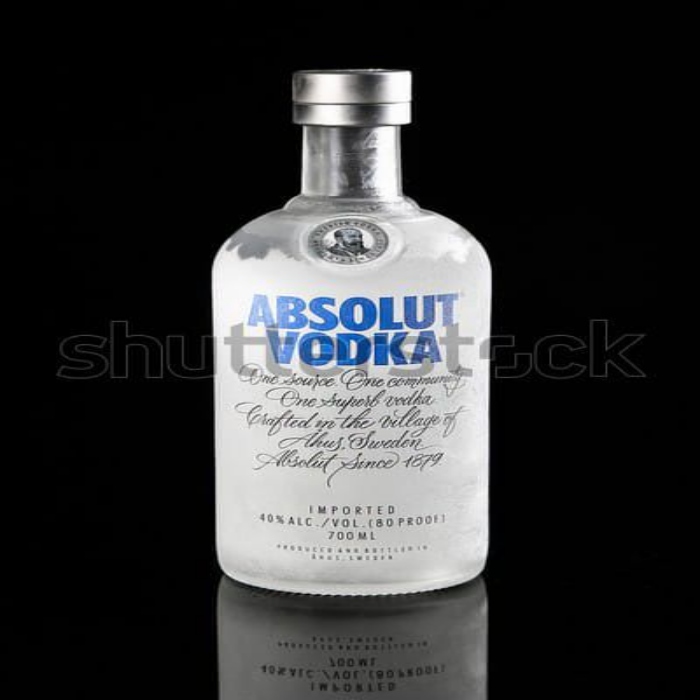 ABSOLUT
VODKA
shutterstock
One source. One community
One superb vodka.
Crafted in the village of
Åhus, Sweden
Absolut Since 1879.
IMPORTED
40% ALC./VOL. (80 PROOF)
700ML
PRODUCED AND BOTTLED IN
ÅHUS, SWEDEN